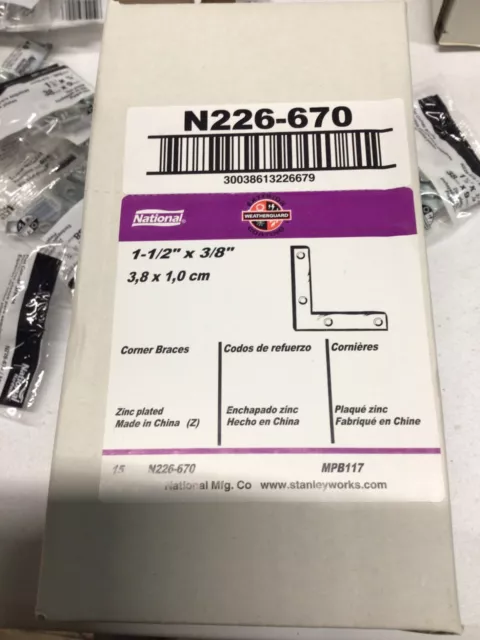 N226-670
30038613226679
National
WEATHERGUARD
1-1/2" x 3/8"
3,8 x 1,0 cm
Corner Braces
Codos de refuerzo
Cornières
Zinc plated
Made in China (Z)
Enchapado zinc
Hecho en China
Plaqué zinc
Fabriqué en Chine
15 N226-670 MPB117
National Mfg. Co www.stanleyworks.com